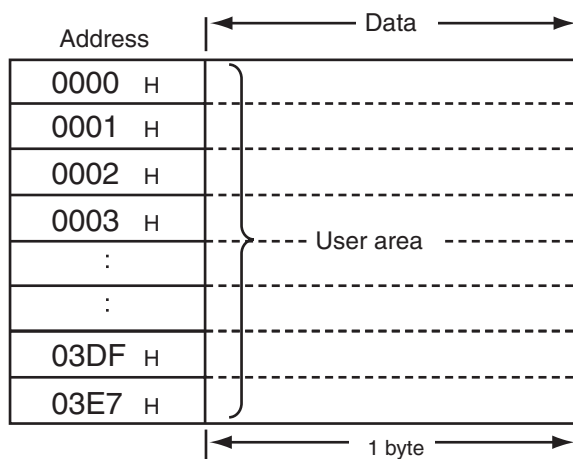 Address
Data
0000 H
0001 H
0002 H
0003 H
User area
:
:
03DF H
03E7 H
1 byte